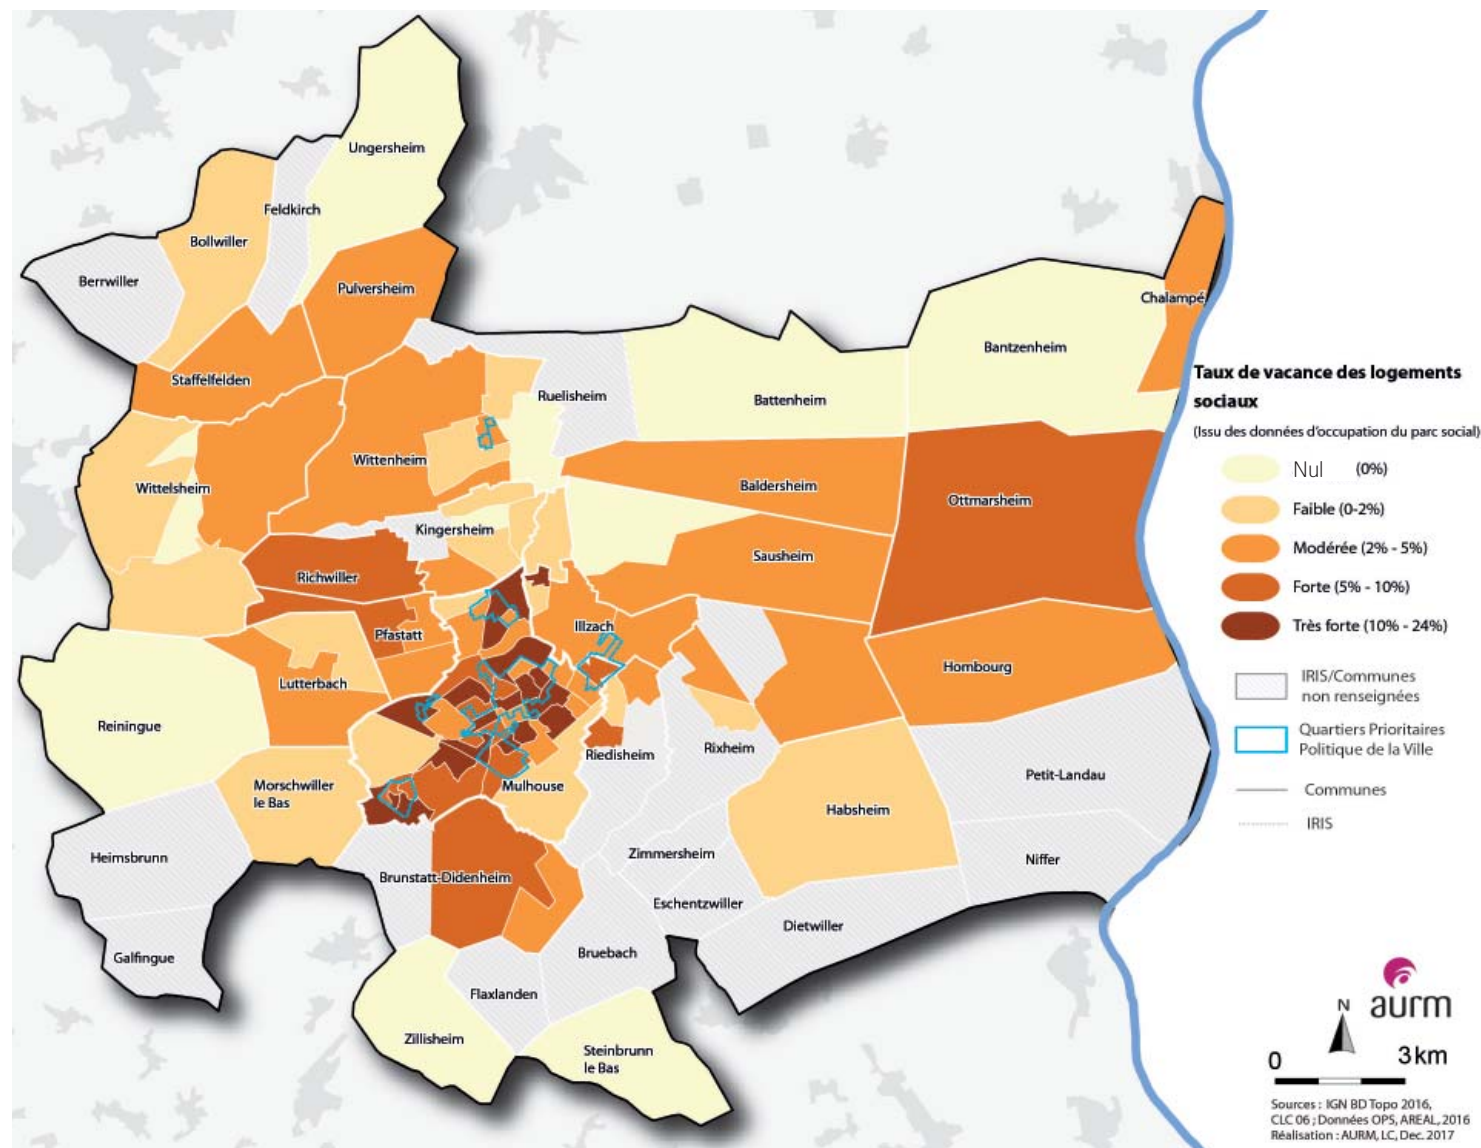 Ungersheim
Feldkirch
Bollwiller
Berrwiller
Pulversheim
Chalampé
Bantzenheim
Staffelfelden
Ruelisheim
Battenheim
Wittenheim
Wittelsheim
Baldersheim
Ottmarsheim
Kingersheim
Sausheim
Richwiller
Pfastatt
Illzach
Hombourg
Lutterbach
Reiningue
Riedisheim
Rixheim
Petit-Landau
Morschwiller
le Bas
Mulhouse
Habsheim
Heimsbrunn
Zimmersheim
Niffer
Brunstatt-Didenheim
Eschentzwiller
Dietwiller
Galfingue
Bruebach
Flaxlanden
Zillisheim
Steinbrunn
le Bas
Taux de vacance des logements
sociaux
(Issu des données d'occupation du parc social)
Nul (0%)
Faible (0-2%)
Modérée (2% - 5%)
Forte (5% - 10%)
Très forte (10% - 24%)
IRIS/Communes
non renseignées
Quartiers Prioritaires
Politique de la Ville
Communes
IRIS
aurm
N
0 3 km
Sources : IGN BD Topo 2016,
CLC 06 ; Données OPS, AREAL, 2016
Réalisation : AURM, LC, Dec. 2017